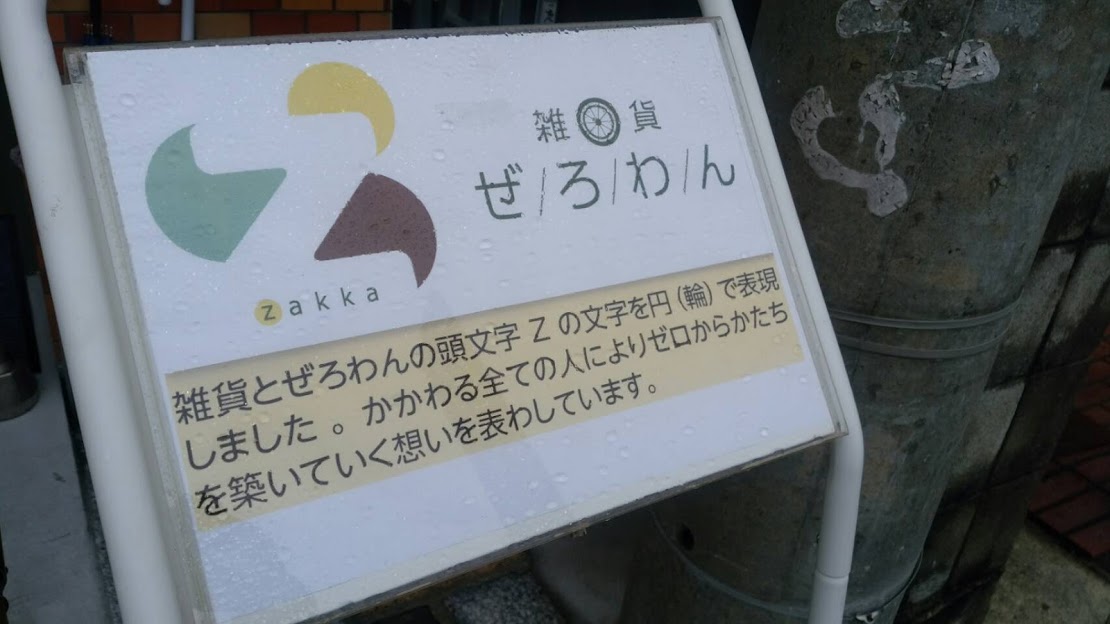 雑貨
ぜ/ろ/わ/ん
zakka
雑貨とぜろわんの頭文字 Z の文字を円（輪）で表現
しました 。かかわる全ての人によりゼロからかたち
を築いていく想いを表わしています。